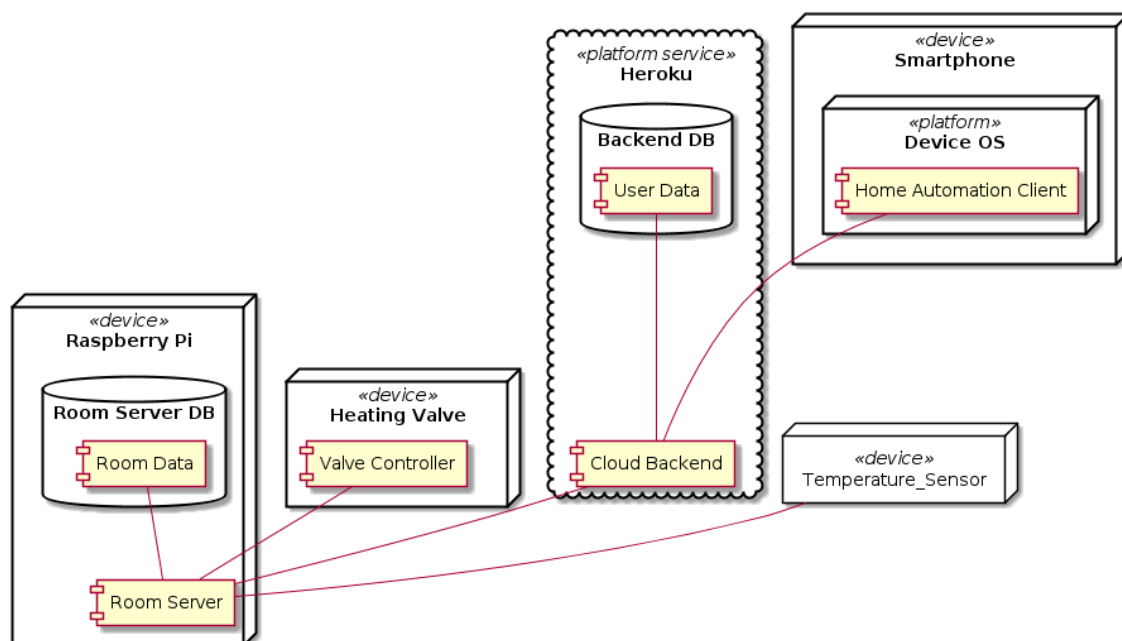 «platform service»
Heroku
Backend DB
User Data
«device»
Smartphone
«platform»
Device OS
Home Automation Client
«device»
Raspberry Pi
Room Server DB
Room Data
«device»
Heating Valve
Valve Controller
Cloud Backend
«device»
Temperature_Sensor
Room Server